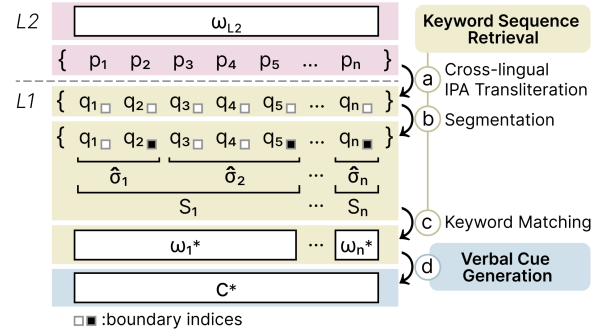 L2 ω_L2 Keyword Sequence Retrieval
{ p₁ p₂ p₃ p₄ p₅ ... pₙ }
a Cross-lingual IPA Transliteration
L1 { q₁□ q₂□ q₃□ q₄□ q₅□ ... qₙ□ }
b Segmentation
{ q₁□ q₂■ q₃□ q₄□ q₅■ ... qₙ■ }
σ̂₁ σ̂₂ ... σ̂ₙ
S₁ ... Sₙ
c Keyword Matching
ω₁* ... ωₙ*
d Verbal Cue Generation
C*
□■ :boundary indices